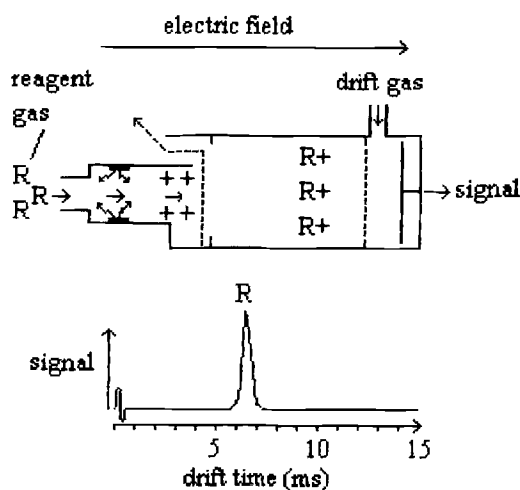 electric field
reagent
gas
drift gas
R
R
R
+ +
+ +
R+
R+
R+
signal
R
signal
5 10 15
drift time (ms)